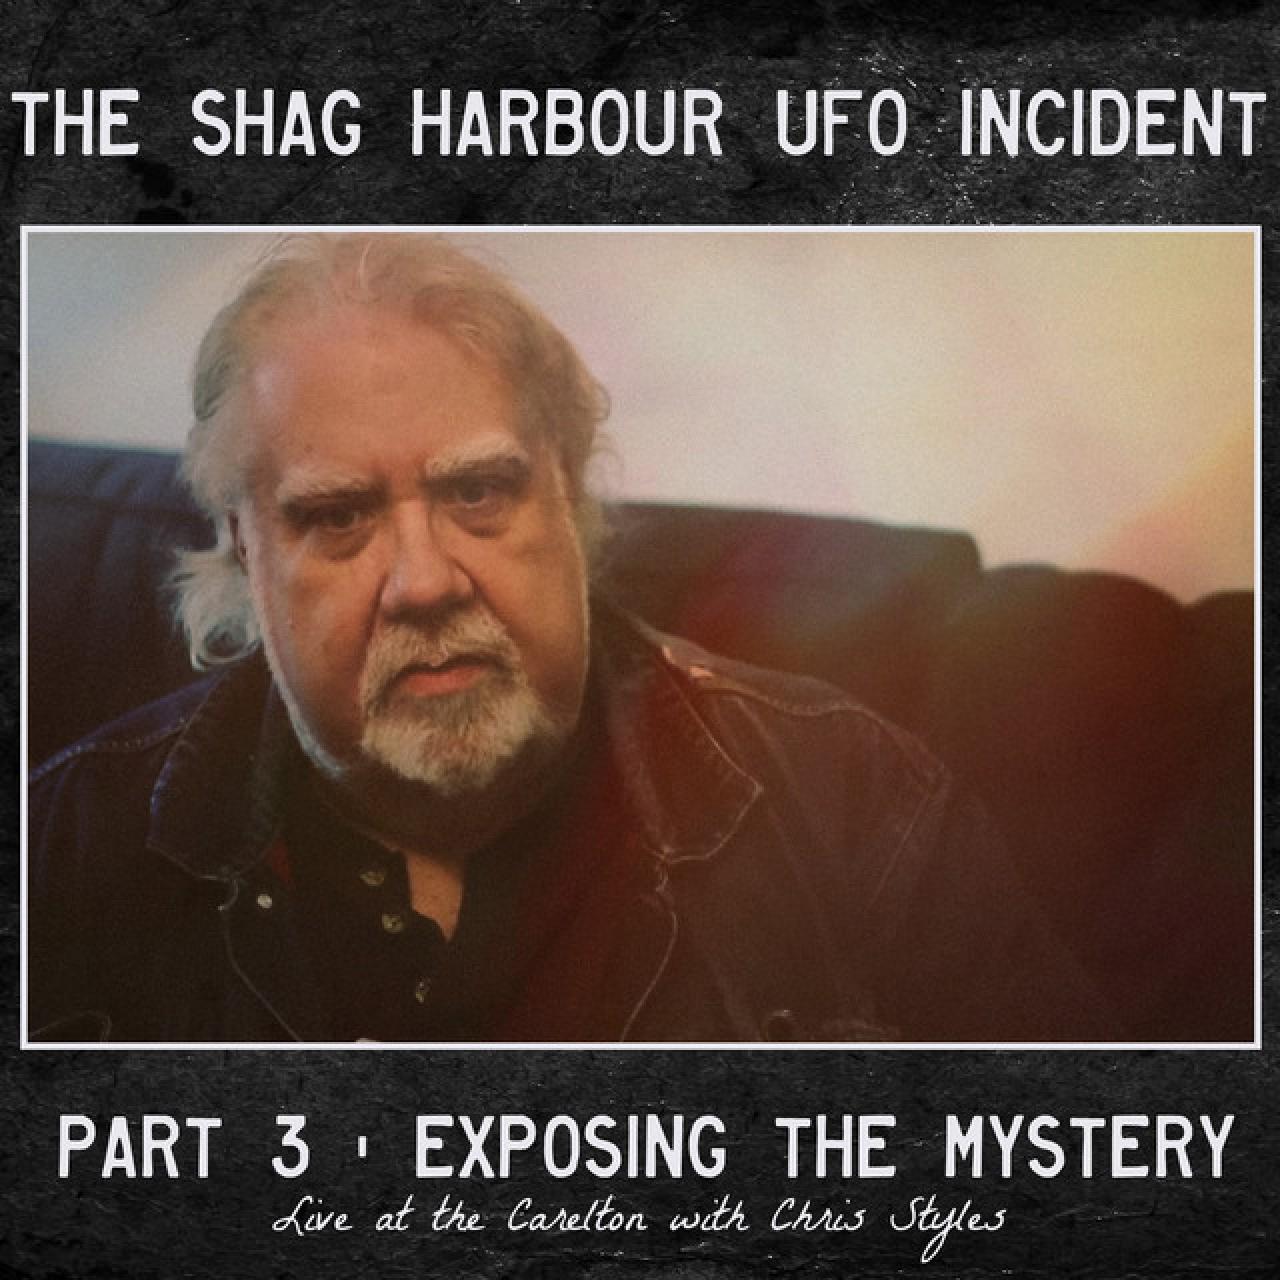 THE SHAG HARBOUR UFO INCIDENT
PART 3 : EXPOSING THE MYSTERY
Live at the Carelton with Chris Styles